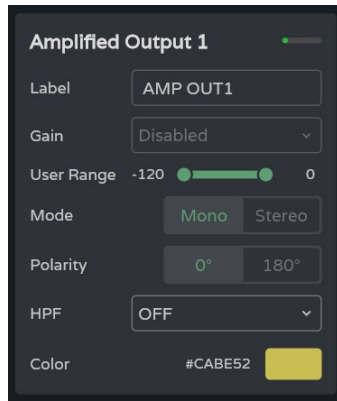 Amplified Output 1
Label AMP OUT1
Gain Disabled
User Range -120 0
Mode Mono Stereo
Polarity 0° 180°
HPF OFF
Color #CABE52